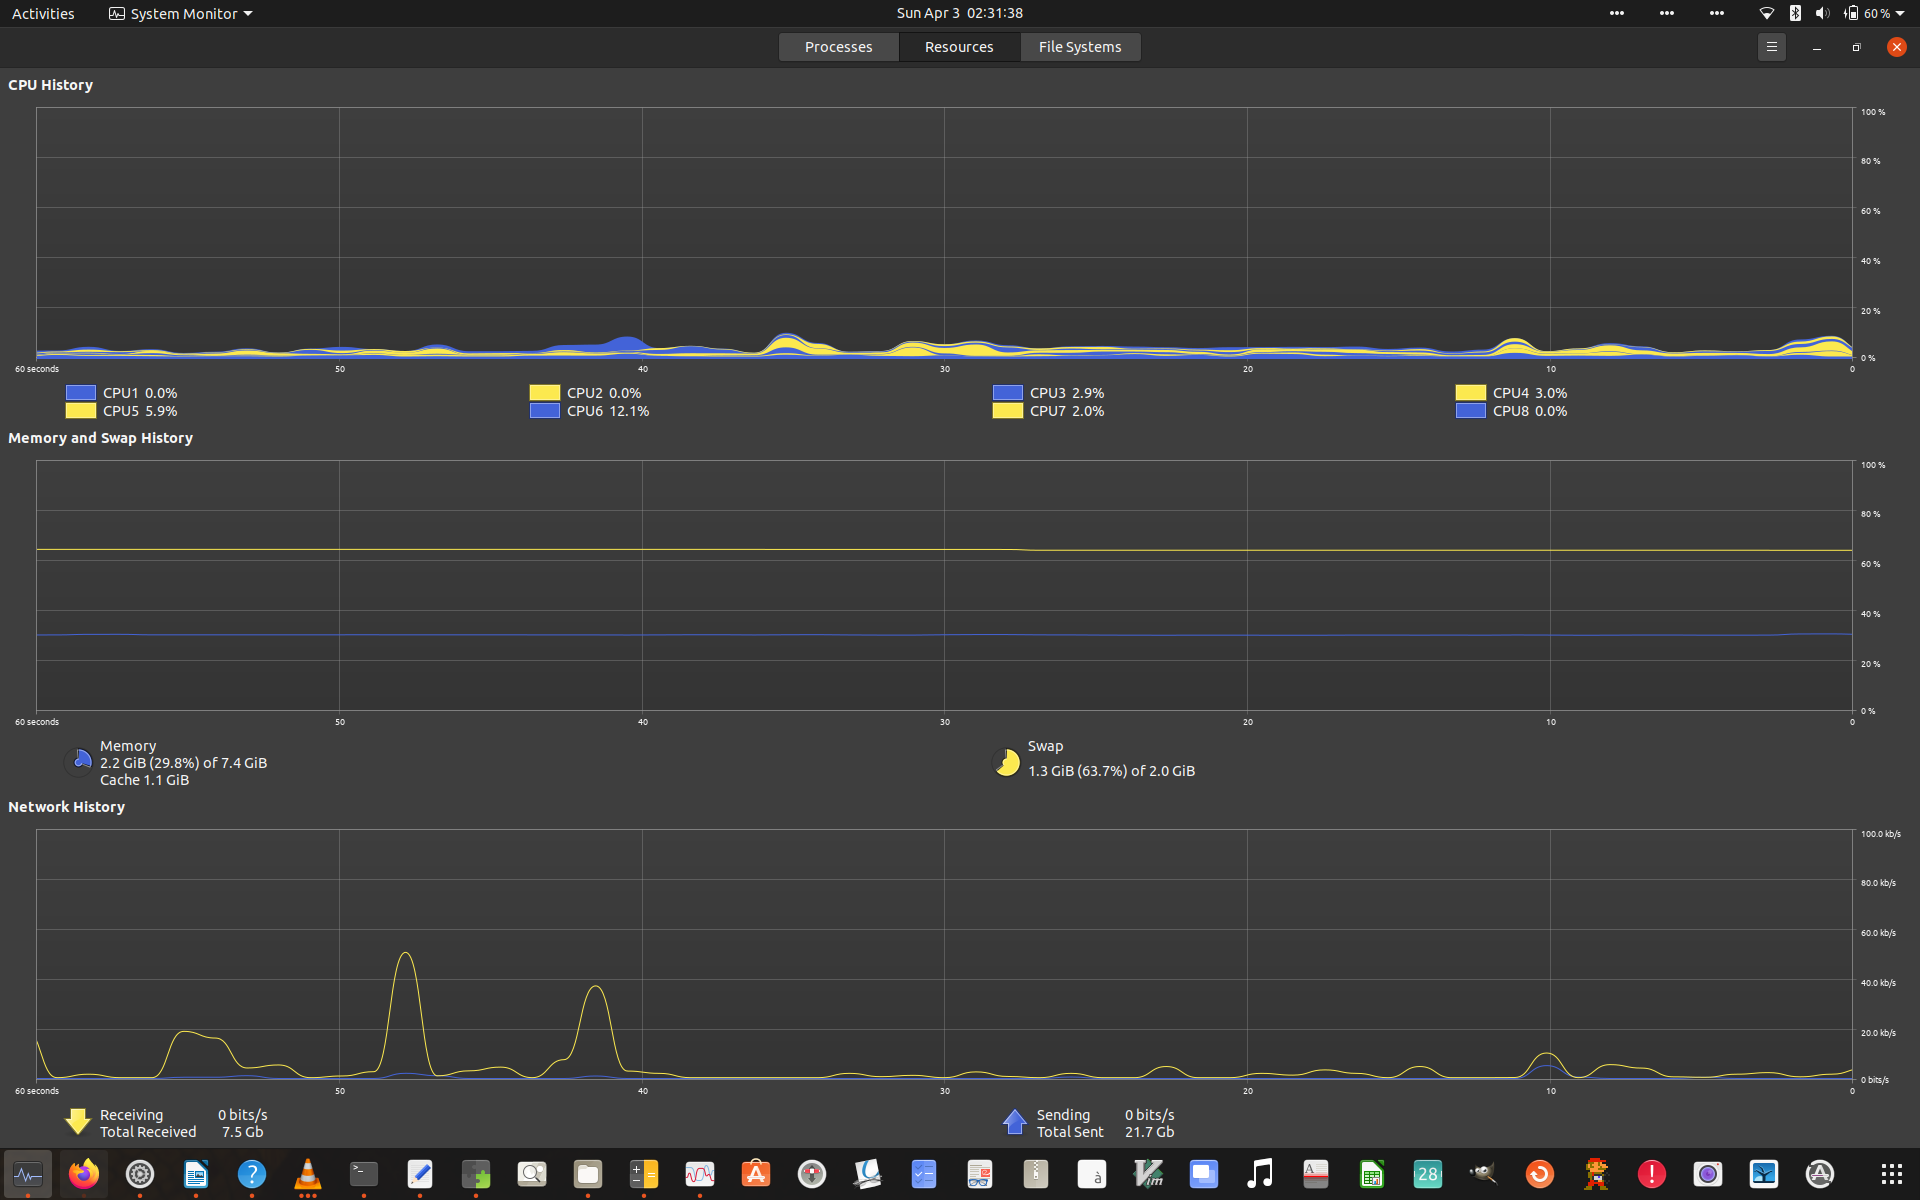 Activities System Monitor Sun Apr 3 02:31:38 60 %
Processes Resources File Systems
CPU History
100 %
80 %
60 %
40 %
20 %
0 %
60 seconds 50 40 30 20 10 0
CPU1 0.0% CPU2 0.0% CPU3 2.9% CPU4 3.0%
CPU5 5.9% CPU6 12.1% CPU7 2.0% CPU8 0.0%
Memory and Swap History
100 %
80 %
60 %
40 %
20 %
0 %
60 seconds 50 40 30 20 10 0
Memory
2.2 GiB (29.8%) of 7.4 GiB
Cache 1.1 GiB
Swap
1.3 GiB (63.7%) of 2.0 GiB
Network History
100.0 kb/s
80.0 kb/s
60.0 kb/s
40.0 kb/s
20.0 kb/s
0 bits/s
60 seconds 50 40 30 20 10 0
Receiving 0 bits/s
Total Received 7.5 Gb
Sending 0 bits/s
Total Sent 21.7 Gb
? >_ à Vim A 28 !